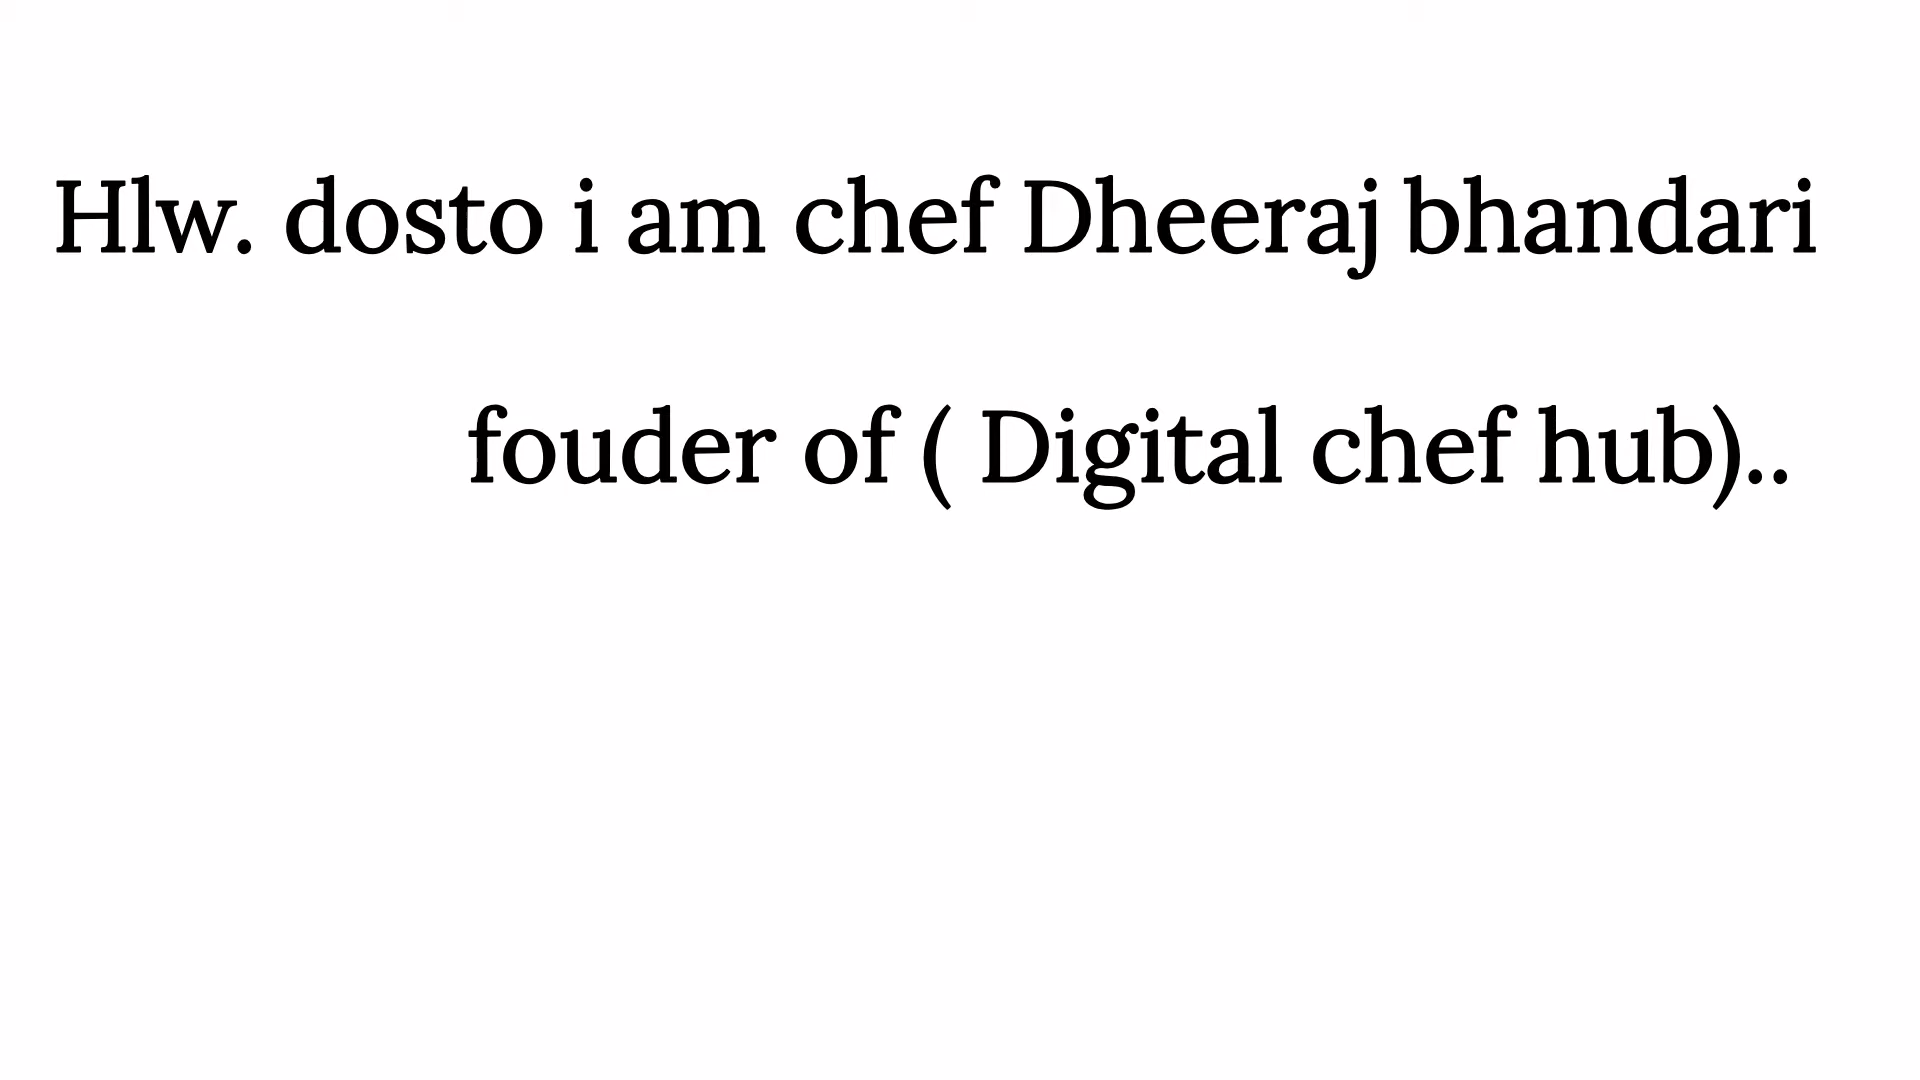 Hlw. dosto i am chef Dheeraj bhandari
fouder of ( Digital chef hub)..